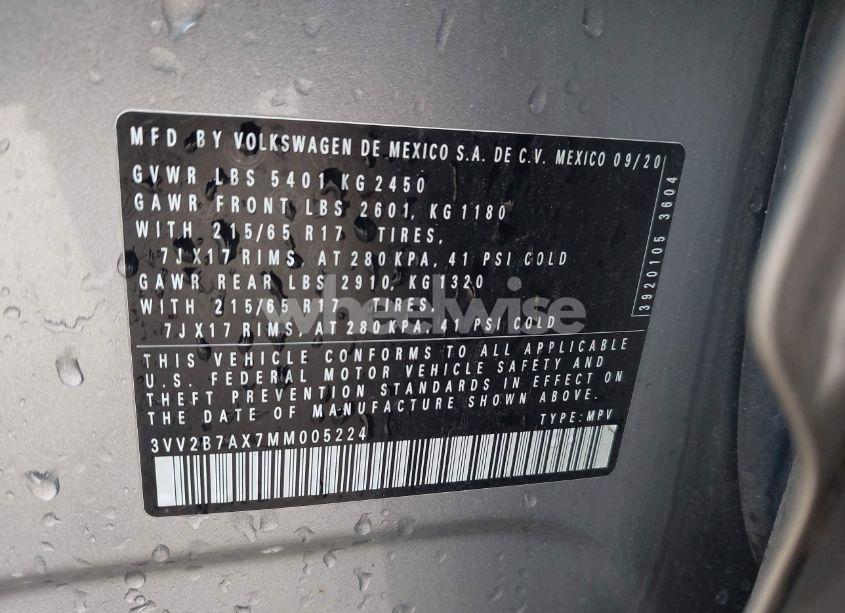 MFD BY VOLKSWAGEN DE MEXICO S.A. DE C.V. MEXICO 09/20
GVWR LBS 5401 KG 2450
GAWR FRONT LBS 2601, KG 1180
WITH 215/65 R17 TIRES,
7JX17 RIMS, AT 280 KPA, 41 PSI COLD
GAWR REAR LBS 2910, KG 1320
WITH 215/65 R17 TIRES,
7JX17 RIMS, AT 280 KPA, 41 PSI COLD
3920105 3604
wheelwise
THIS VEHICLE CONFORMS TO ALL APPLICABLE
U.S. FEDERAL MOTOR VEHICLE SAFETY AND
THEFT PREVENTION STANDARDS IN EFFECT ON
THE DATE OF MANUFACTURE SHOWN ABOVE.
TYPE: MPV
3VV2B7AX7MM005224